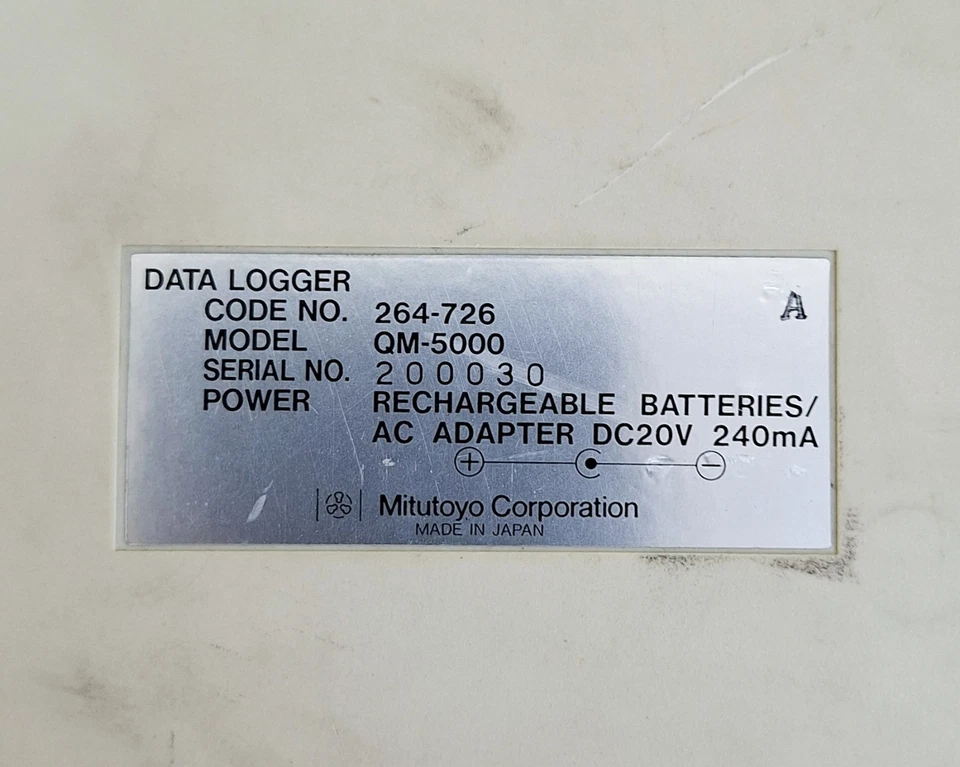 DATA LOGGER
A
CODE NO. 264-726
MODEL QM-5000
SERIAL NO. 200030
POWER RECHARGEABLE BATTERIES/
AC ADAPTER DC20V 240mA
+ −
Mitutoyo Corporation
MADE IN JAPAN